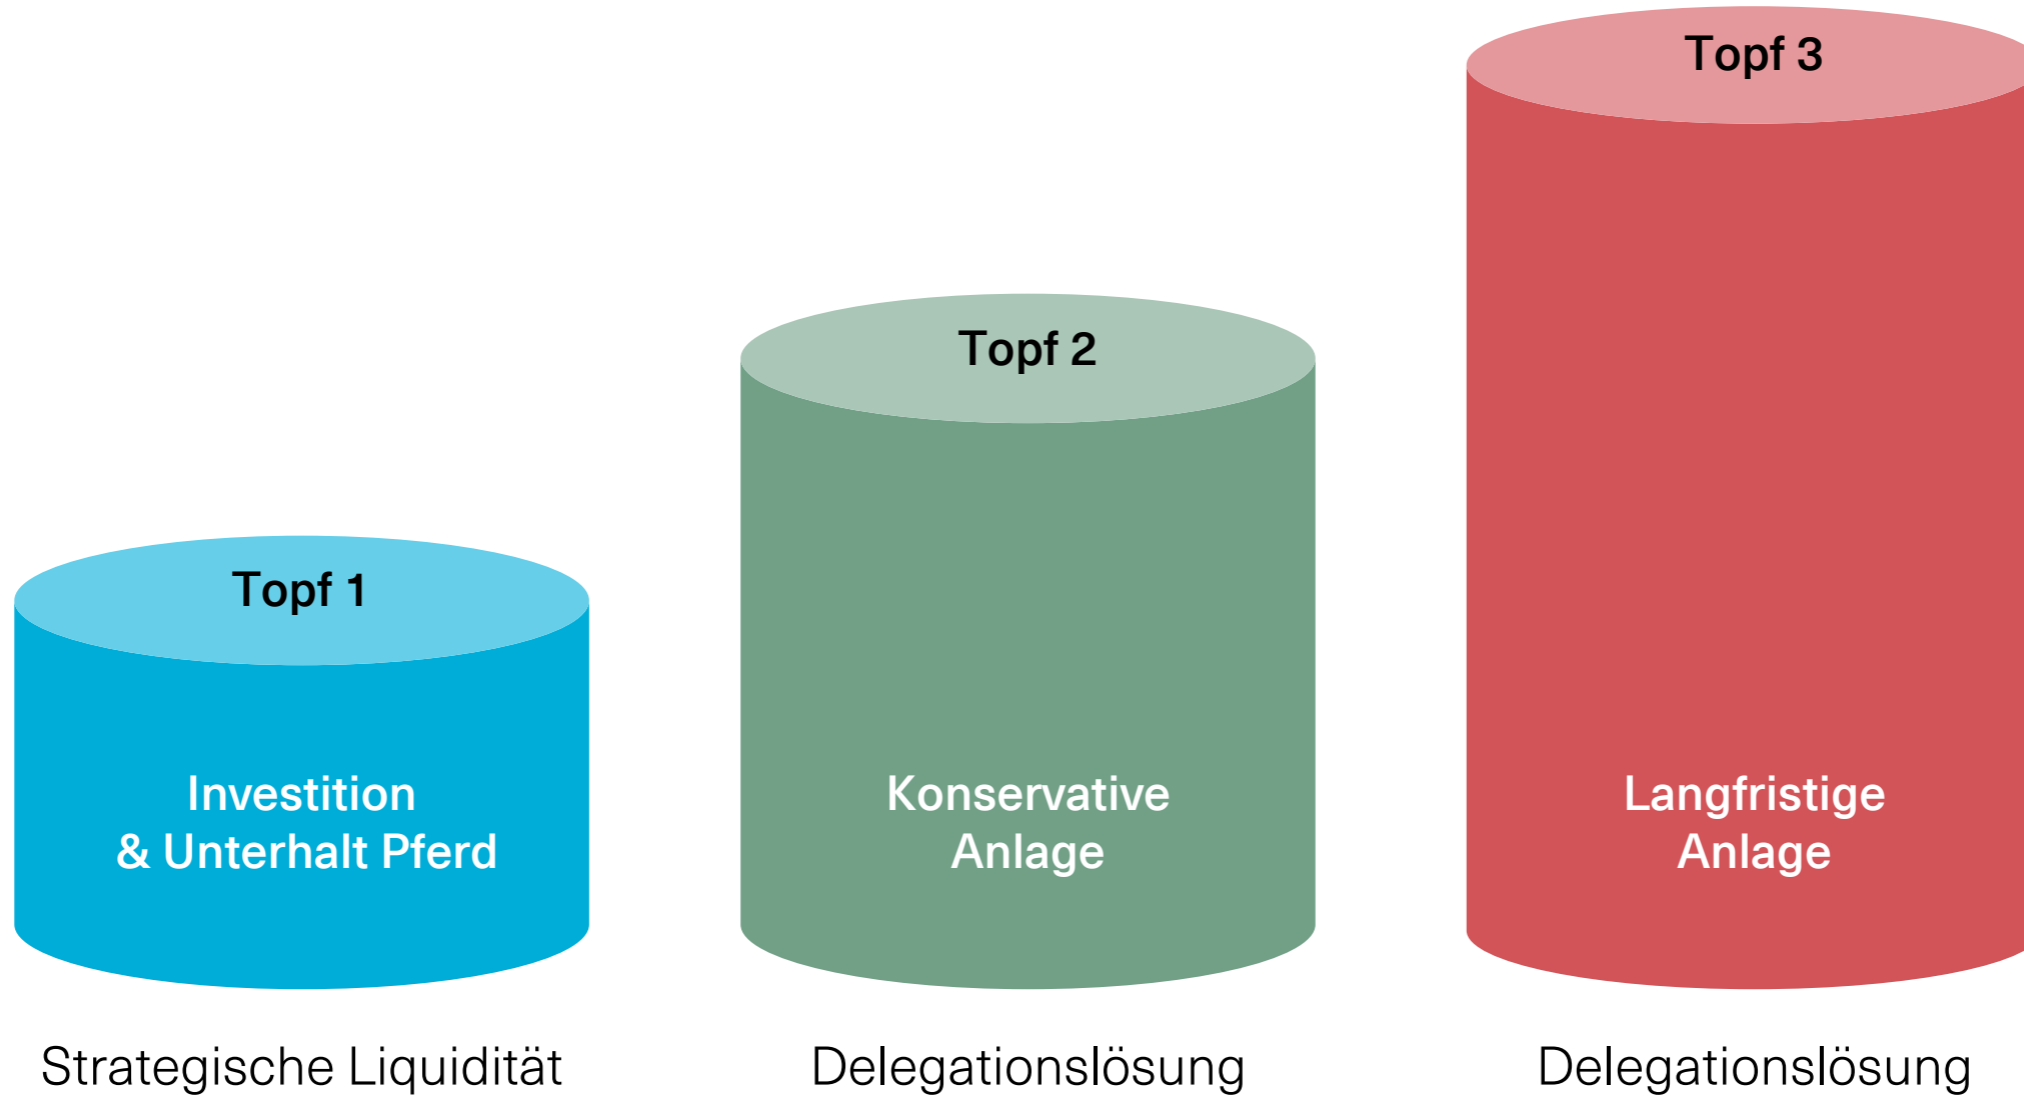 Topf 1
Investition
& Unterhalt Pferd
Strategische Liquidität
Topf 2
Konservative
Anlage
Delegationslösung
Topf 3
Langfristige
Anlage
Delegationslösung